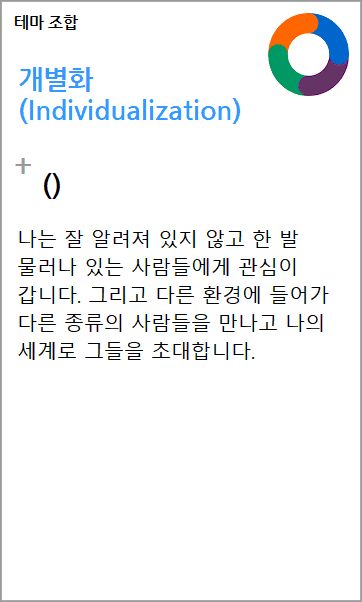 테마 조합
개별화
(Individualization)
+
()
나는 잘 알려져 있지 않고 한 발
물러나 있는 사람들에게 관심이
갑니다. 그리고 다른 환경에 들어가
다른 종류의 사람들을 만나고 나의
세계로 그들을 초대합니다.